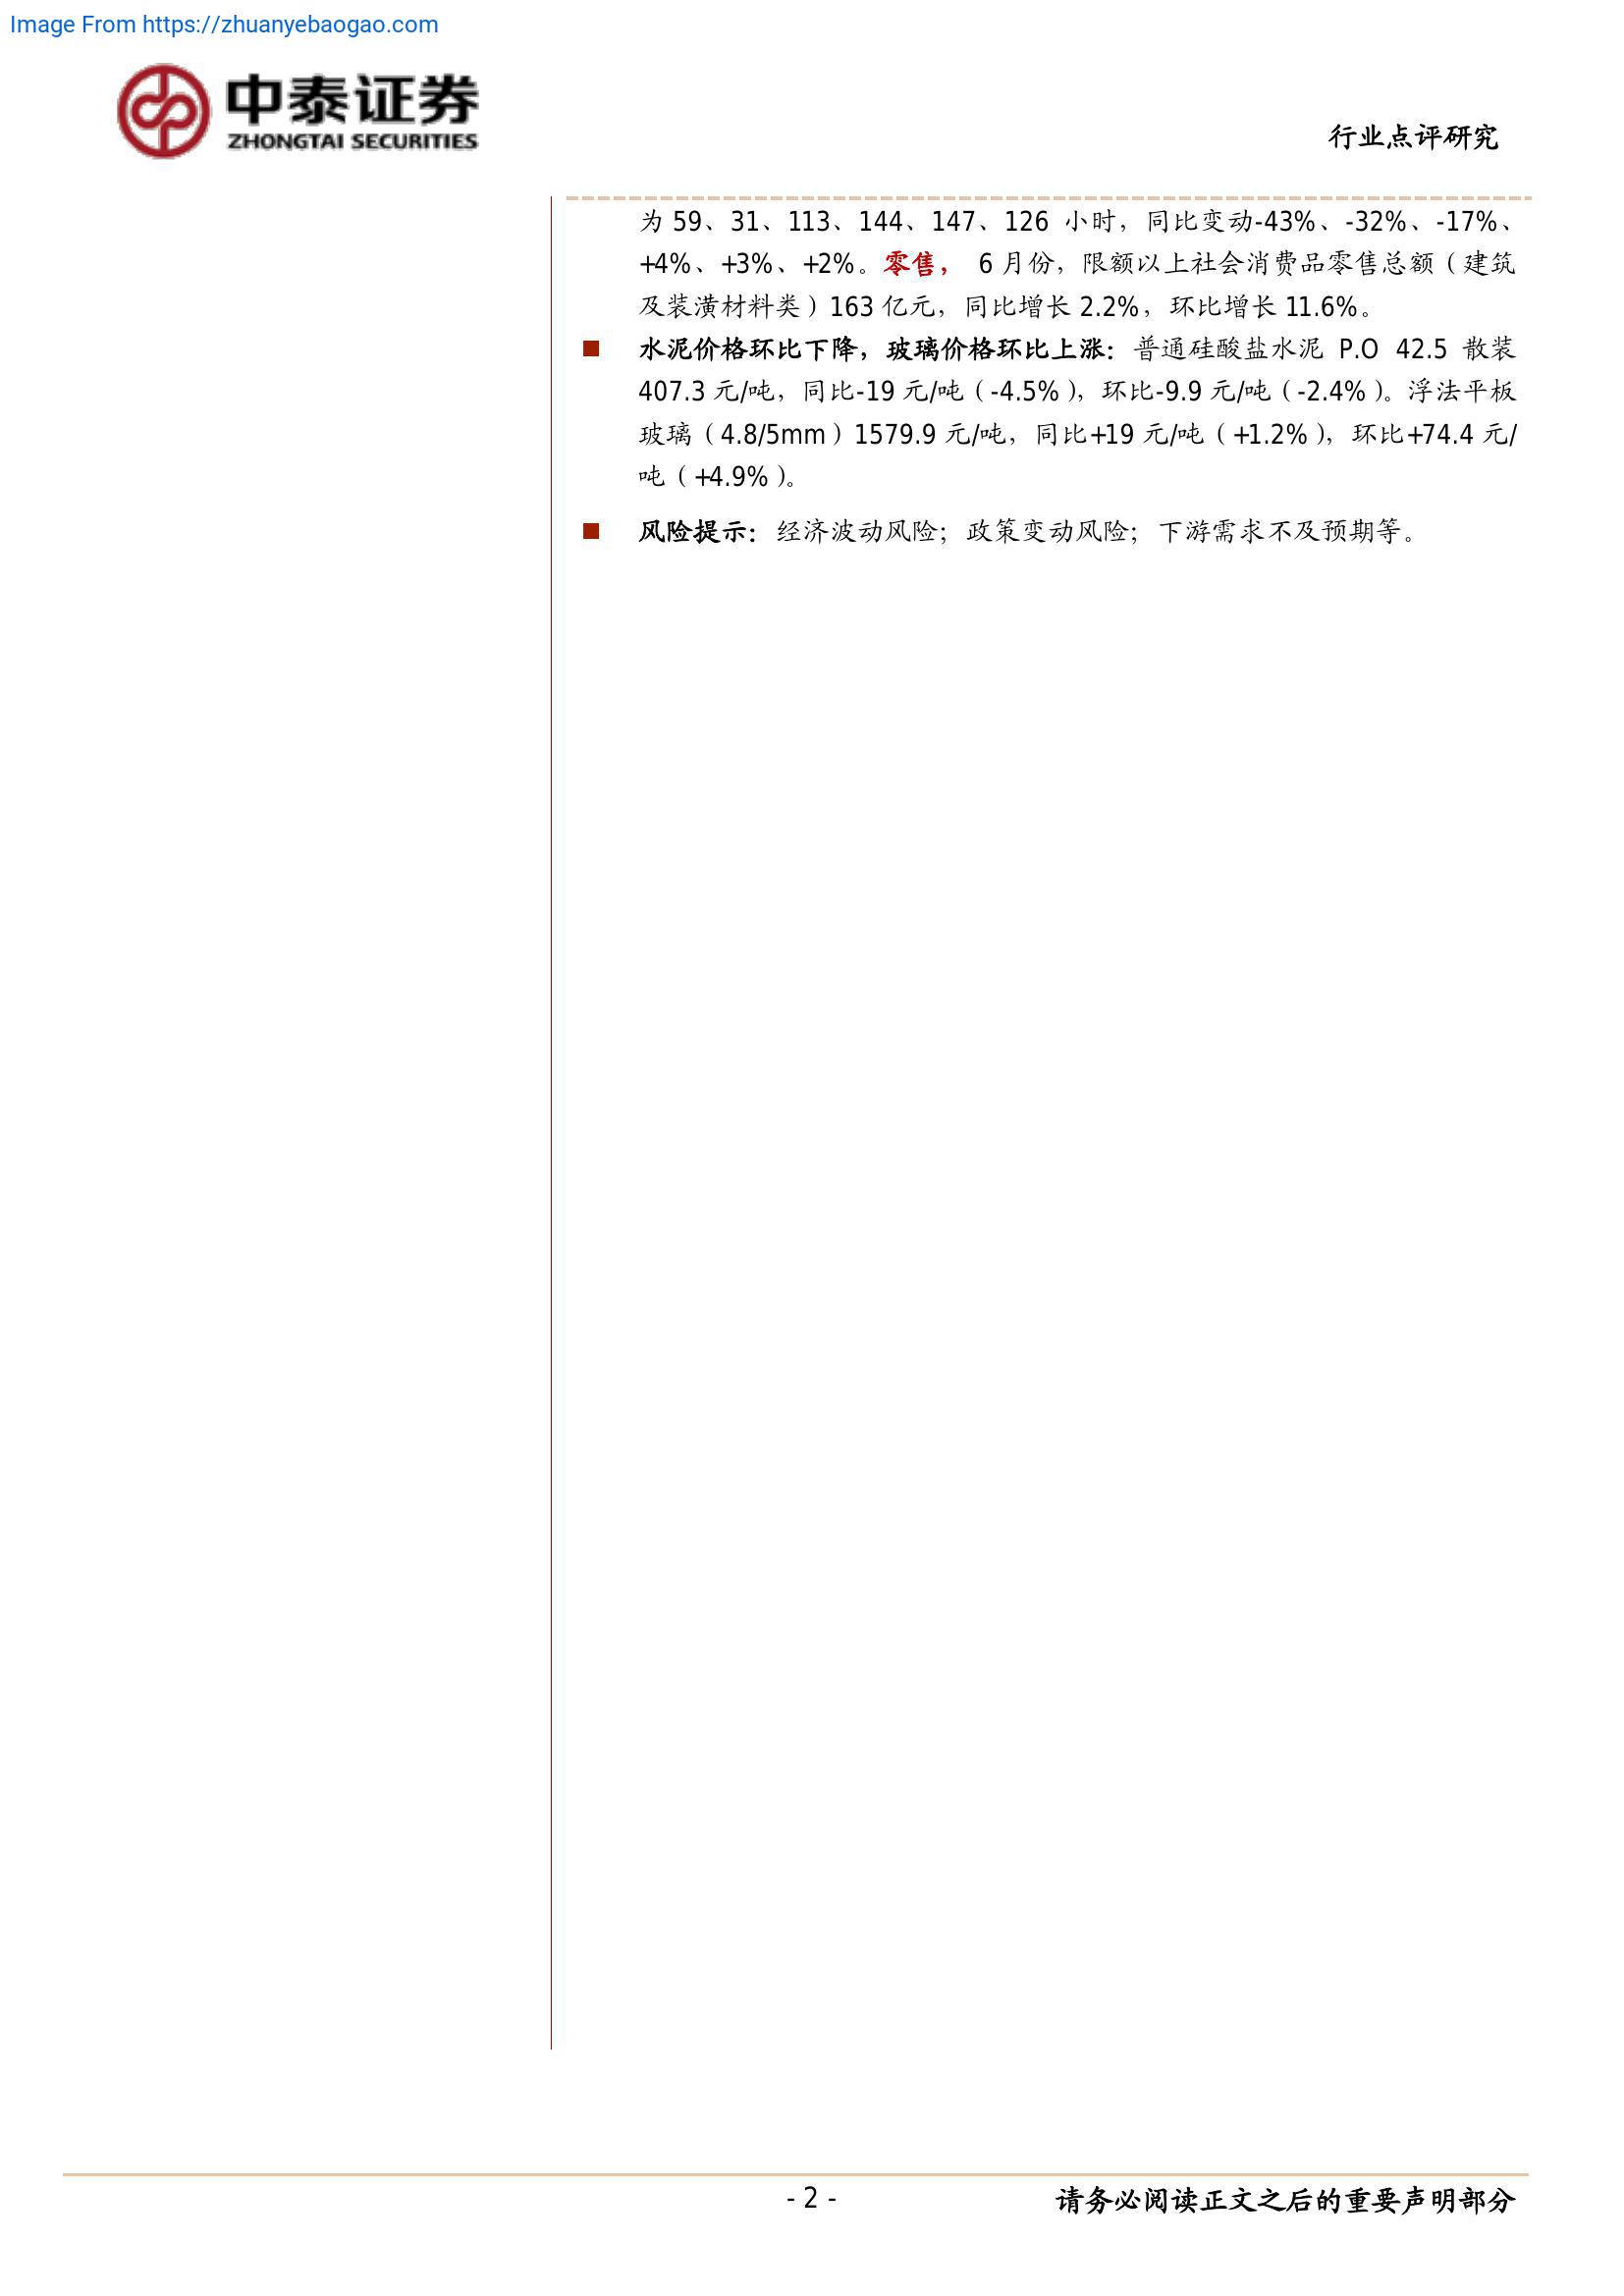 Image From https://zhuanyebaogao.com
中泰证券
ZHONGTAI SECURITIES
行业点评研究
为 59、31、113、144、147、126 小时，同比变动-43%、-32%、-17%、
+4%、+3%、+2%。零售， 6 月份，限额以上社会消费品零售总额（建筑
及装潢材料类）163 亿元，同比增长 2.2%，环比增长 11.6%。
■ 水泥价格环比下降，玻璃价格环比上涨：普通硅酸盐水泥 P.O 42.5 散装
407.3 元/吨，同比-19 元/吨（-4.5%），环比-9.9 元/吨（-2.4%）。浮法平板
玻璃（4.8/5mm）1579.9 元/吨，同比+19 元/吨（+1.2%），环比+74.4 元/
吨（+4.9%）。
■ 风险提示：经济波动风险；政策变动风险；下游需求不及预期等。
- 2 -
请务必阅读正文之后的重要声明部分